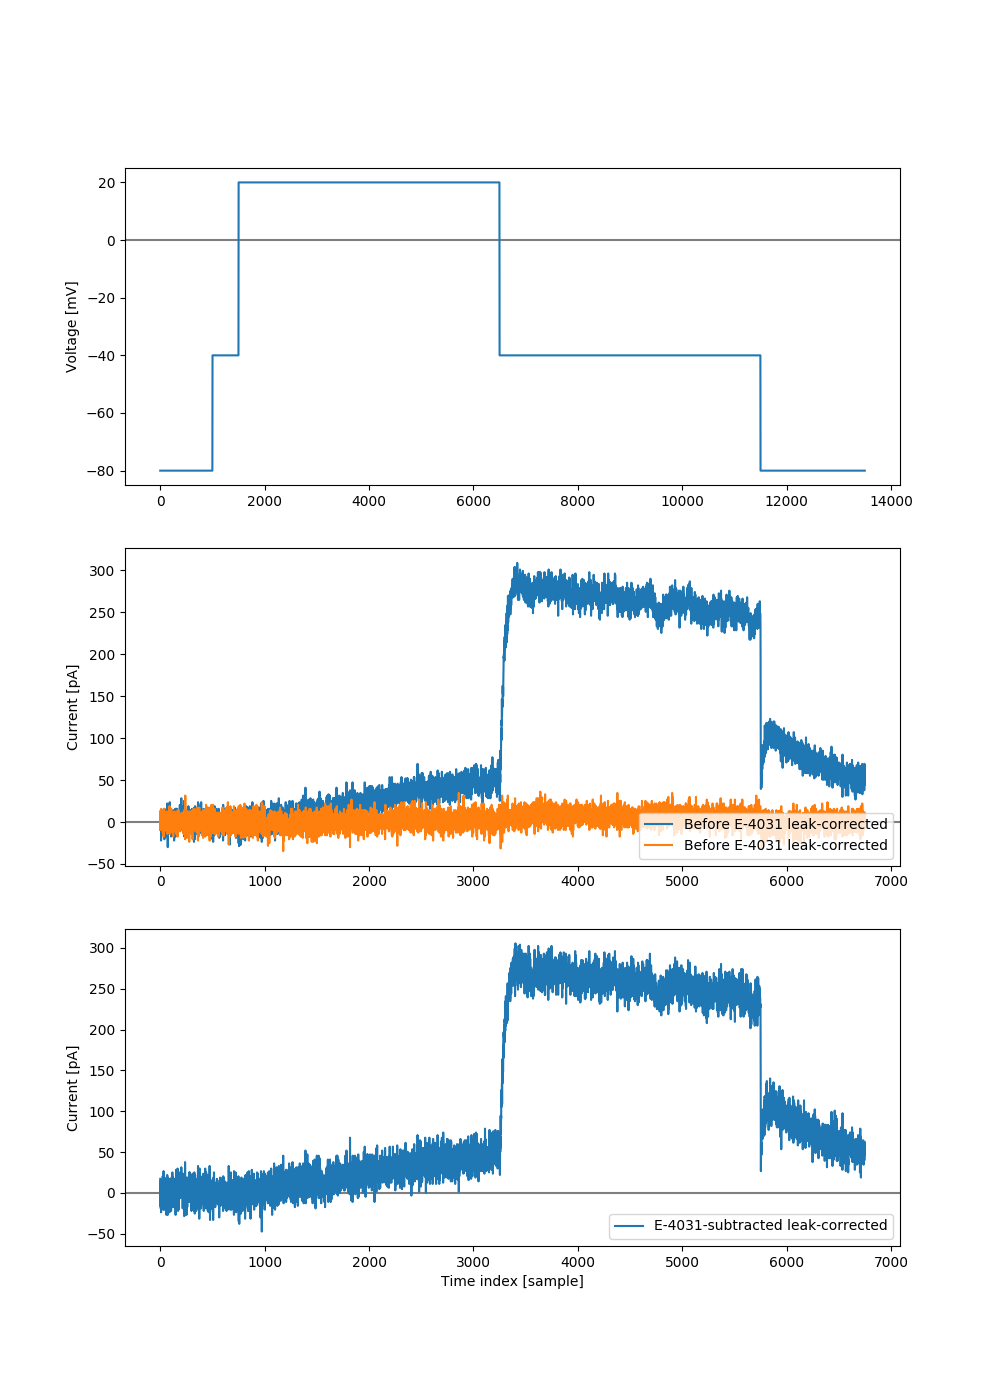 20
0
−20
−40
−60
−80
Voltage [mV]
0 2000 4000 6000 8000 10000 12000 14000
300
250
200
150
100
50
0
−50
Current [pA]
Before E-4031 leak-corrected
Before E-4031 leak-corrected
0 1000 2000 3000 4000 5000 6000 7000
300
250
200
150
100
50
0
−50
Current [pA]
E-4031-subtracted leak-corrected
0 1000 2000 3000 4000 5000 6000 7000
Time index [sample]